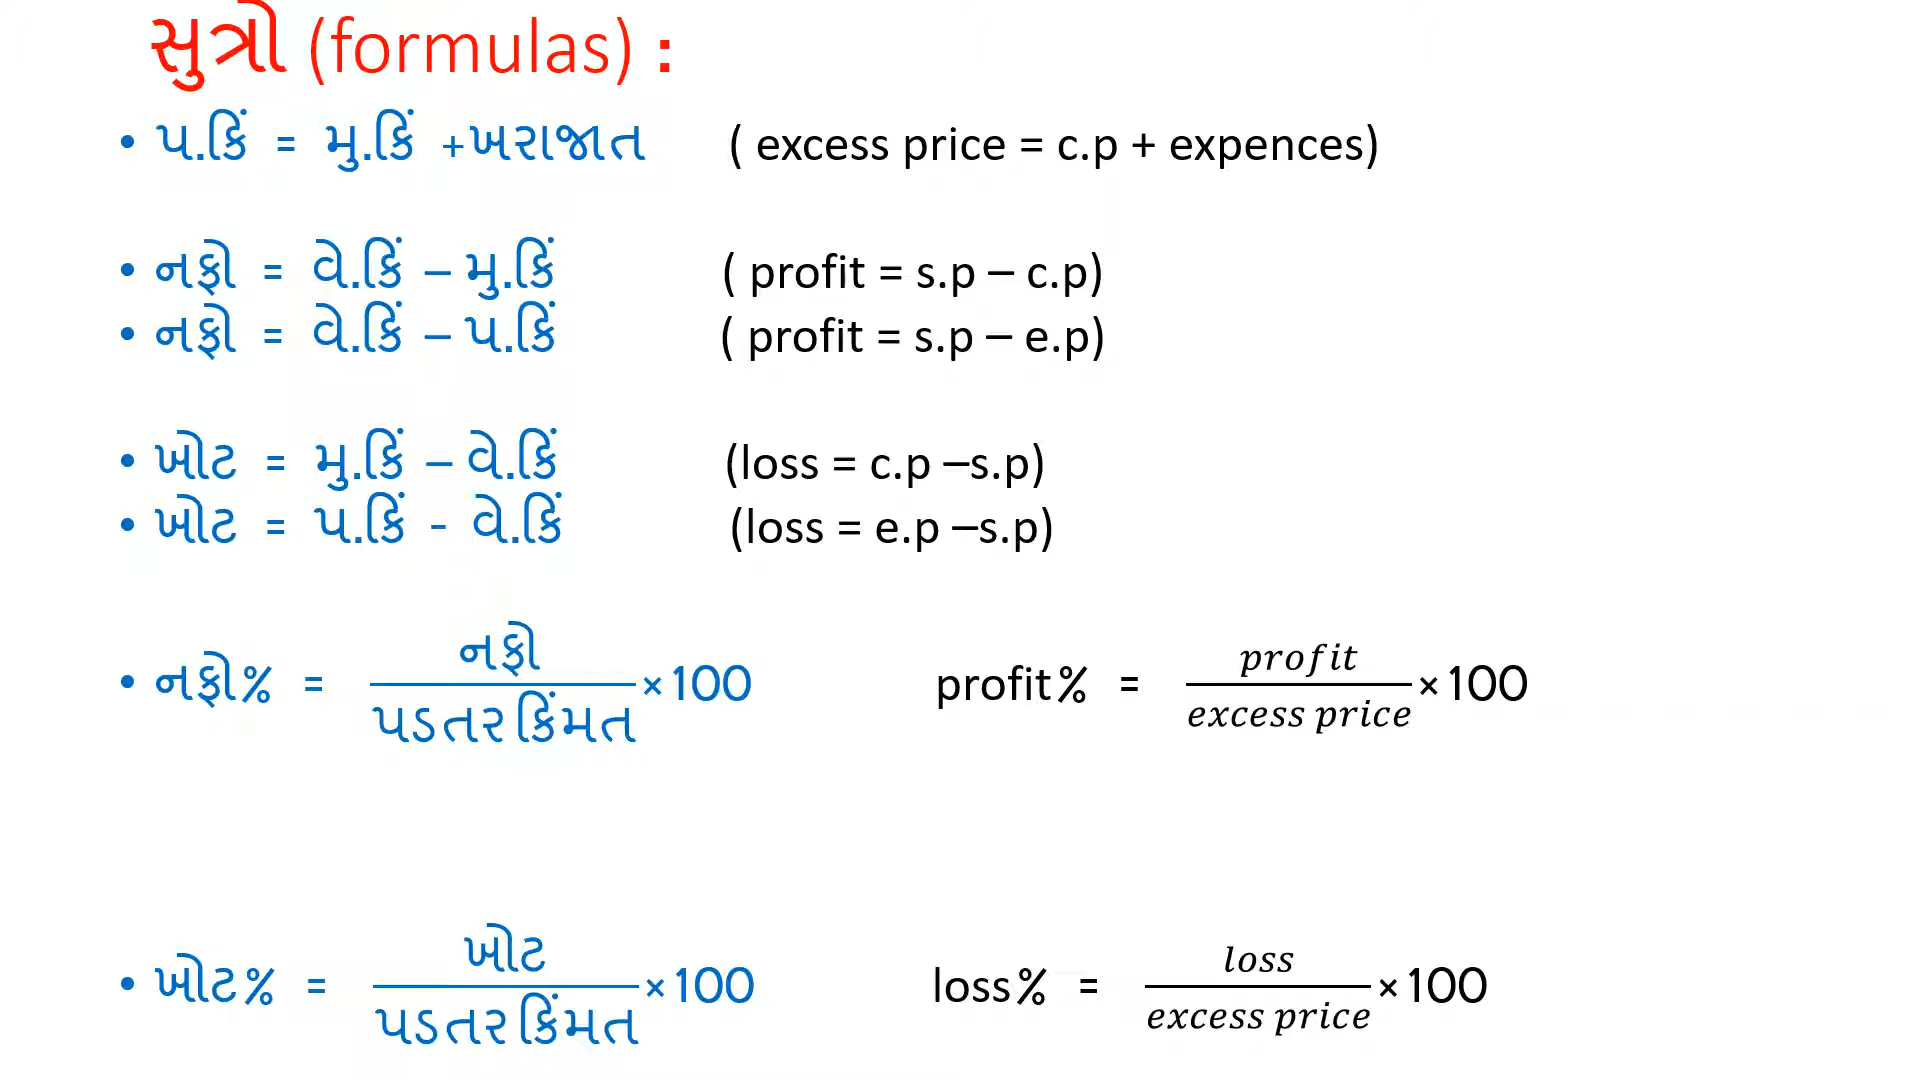 સુત્રો (formulas) :
• પ.કિં = મુ.કિં +ખરાજાત ( excess price = c.p + expences)
• નફો = વે.કિં – મુ.કિં ( profit = s.p – c.p)
• નફો = વે.કિં – પ.કિં ( profit = s.p – e.p)
• ખોટ = મુ.કિં – વે.કિં (loss = c.p –s.p)
• ખોટ = પ.કિં - વે.કિં (loss = e.p –s.p)
• નફો% = નફો/પડતર કિંમત ×100 profit% = profit/excess price ×100
• ખોટ% = ખોટ/પડતર કિંમત ×100 loss% = loss/excess price ×100